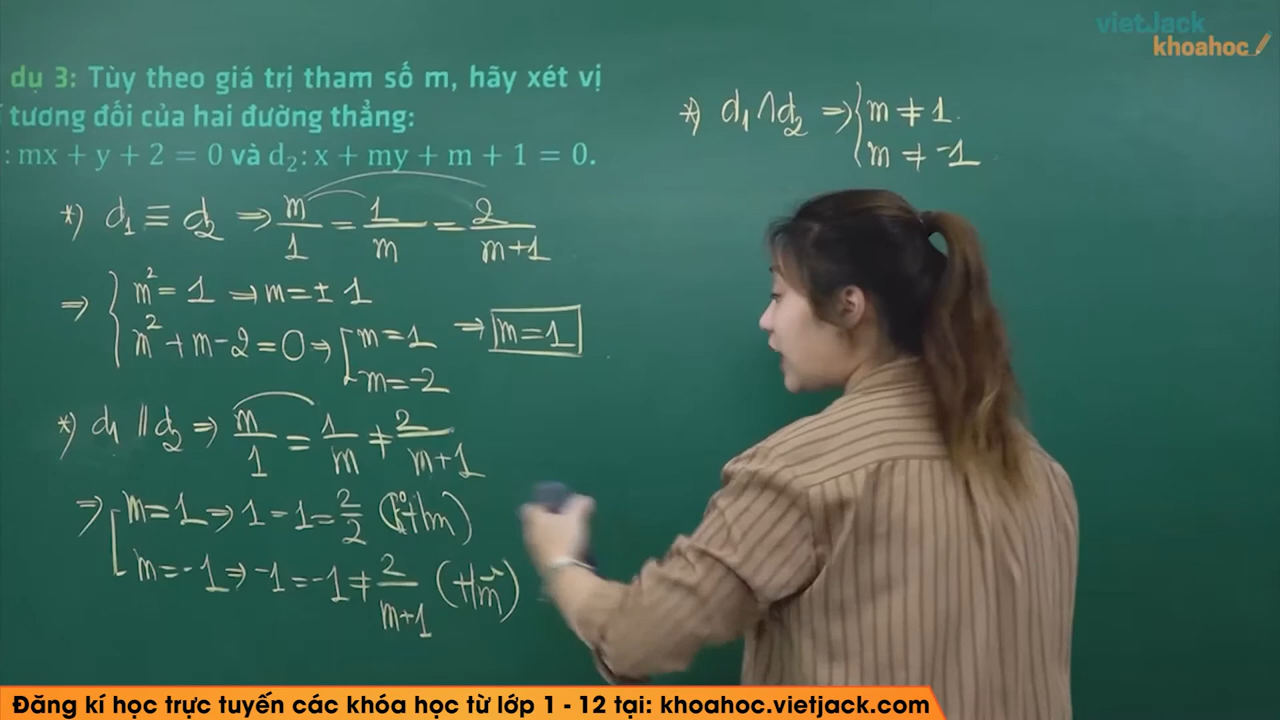 vietJack
khoahoc
dụ 3: Tùy theo giá trị tham số m, hãy xét vị
í tương đối của hai đường thẳng:
: mx + y + 2 = 0 và d₂: x + my + m + 1 = 0.
*) d₁ ≡ d₂ ⇒ m/1 = 1/m = 2/(m+1)
⇒ { m² = 1 ⇒ m = ± 1
m² + m - 2 = 0 ⇒ [ m = 1
m = -2
⇒ m = 1
*) d₁ // d₂ ⇒ m/1 = 1/m ≠ 2/(m+1)
⇒ [ m = 1 ⇒ 1 = 1 = 2/2 (k° t/m)
m = -1 ⇒ -1 = -1 ≠ 2/(m+1) (t/m)
*) d₁ ∩ d₂ ⇒ { m ≠ 1
m ≠ -1
Đăng kí học trực tuyến các khóa học từ lớp 1 - 12 tại: khoahoc.vietjack.com